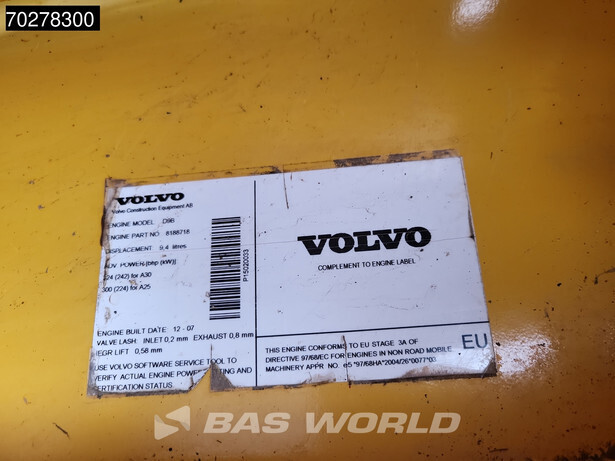 70278300
VOLVO
Volvo Construction Equipment AB
ENGINE MODEL D9B
ENGINE PART NO 8188718
DISPLACEMENT 9,4 litres
ADV. POWER [bhp (kW)]
324 (242) for A30
300 (224) for A25
P15020033
ENGINE BUILT DATE 12 - 07
VALVE LASH: INLET 0,2 mm EXHAUST 0,8 mm
IEGR LIFT 0,58 mm
USE VOLVO SOFTWARE SERVICE TOOL TO
VERIFY ACTUAL ENGINE POWER AND
CERTIFICATION STATUS
VOLVO
COMPLEMENT TO ENGINE LABEL
THIS ENGINE CONFORMS TO EU STAGE 3A OF
DIRECTIVE 97/68/EC FOR ENGINES IN NON ROAD MOBILE
MACHINERY APPR. NO. e5*97/68HA*2004/26*0077*03
EU
BAS WORLD